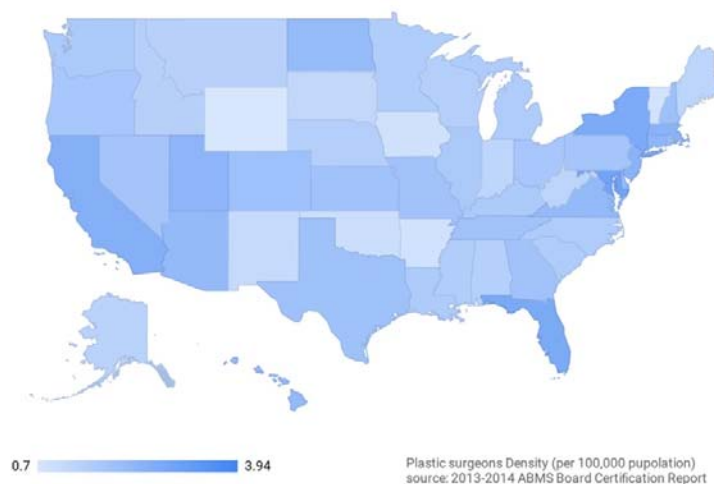 0.7
3.94
Plastic surgeons Density (per 100,000 pupolation)
source: 2013-2014 ABMS Board Certification Report